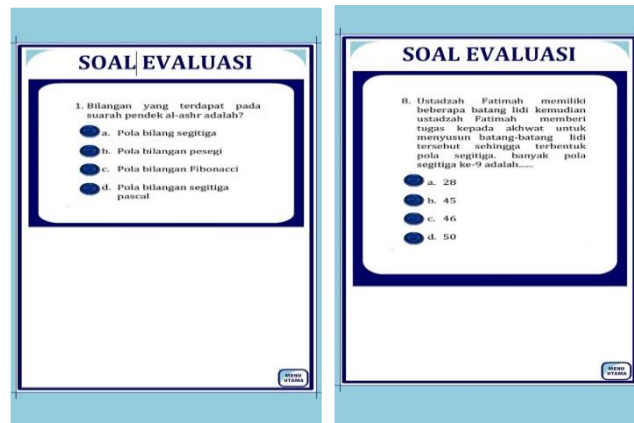 SOAL EVALUASI
1. Bilangan yang terdapat pada
suarah pendek al-ashr adalah?
a. Pola bilang segitiga
b. Pola bilangan pesegi
c. Pola bilangan Fibonacci
d. Pola bilangan segitiga
pascal
MENU
UTAMA
SOAL EVALUASI
8. Ustadzah Fatimah memiliki
beberapa batang lidi kemudian
ustadzah Fatimah memberi
tugas kepada akhwat untuk
menyusun batang-batang lidi
tersebut sehingga terbentuk
pola segitiga. banyak pola
segitiga ke-9 adalah......
a. 28
b. 45
c. 46
d. 50
MENU
UTAMA